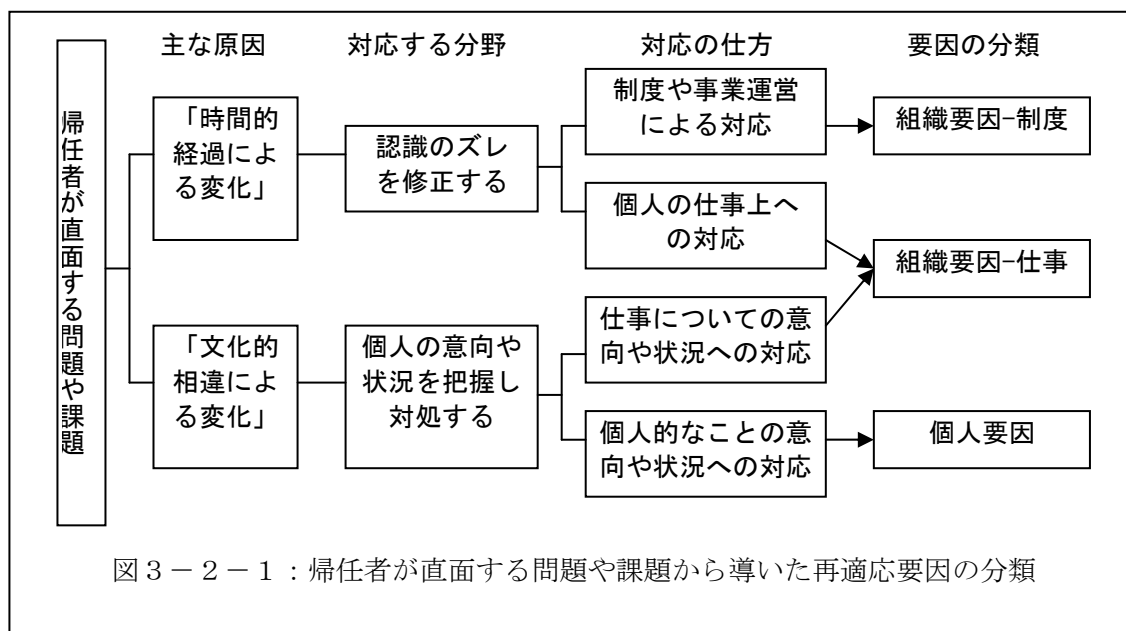 主な原因
対応する分野
対応の仕方
要因の分類
帰任者が直面する問題や課題
「時間的
経過によ
る変化」
認識のズレ
を修正する
制度や事業運営
による対応
組織要因-制度
個人の仕事上へ
の対応
組織要因-仕事
「文化的
相違によ
る変化」
個人の意向や
状況を把握し
対処する
仕事についての意
向や状況への対応
個人的なことの意
向や状況への対応
個人要因
図3-2-1:帰任者が直面する問題や課題から導いた再適応要因の分類